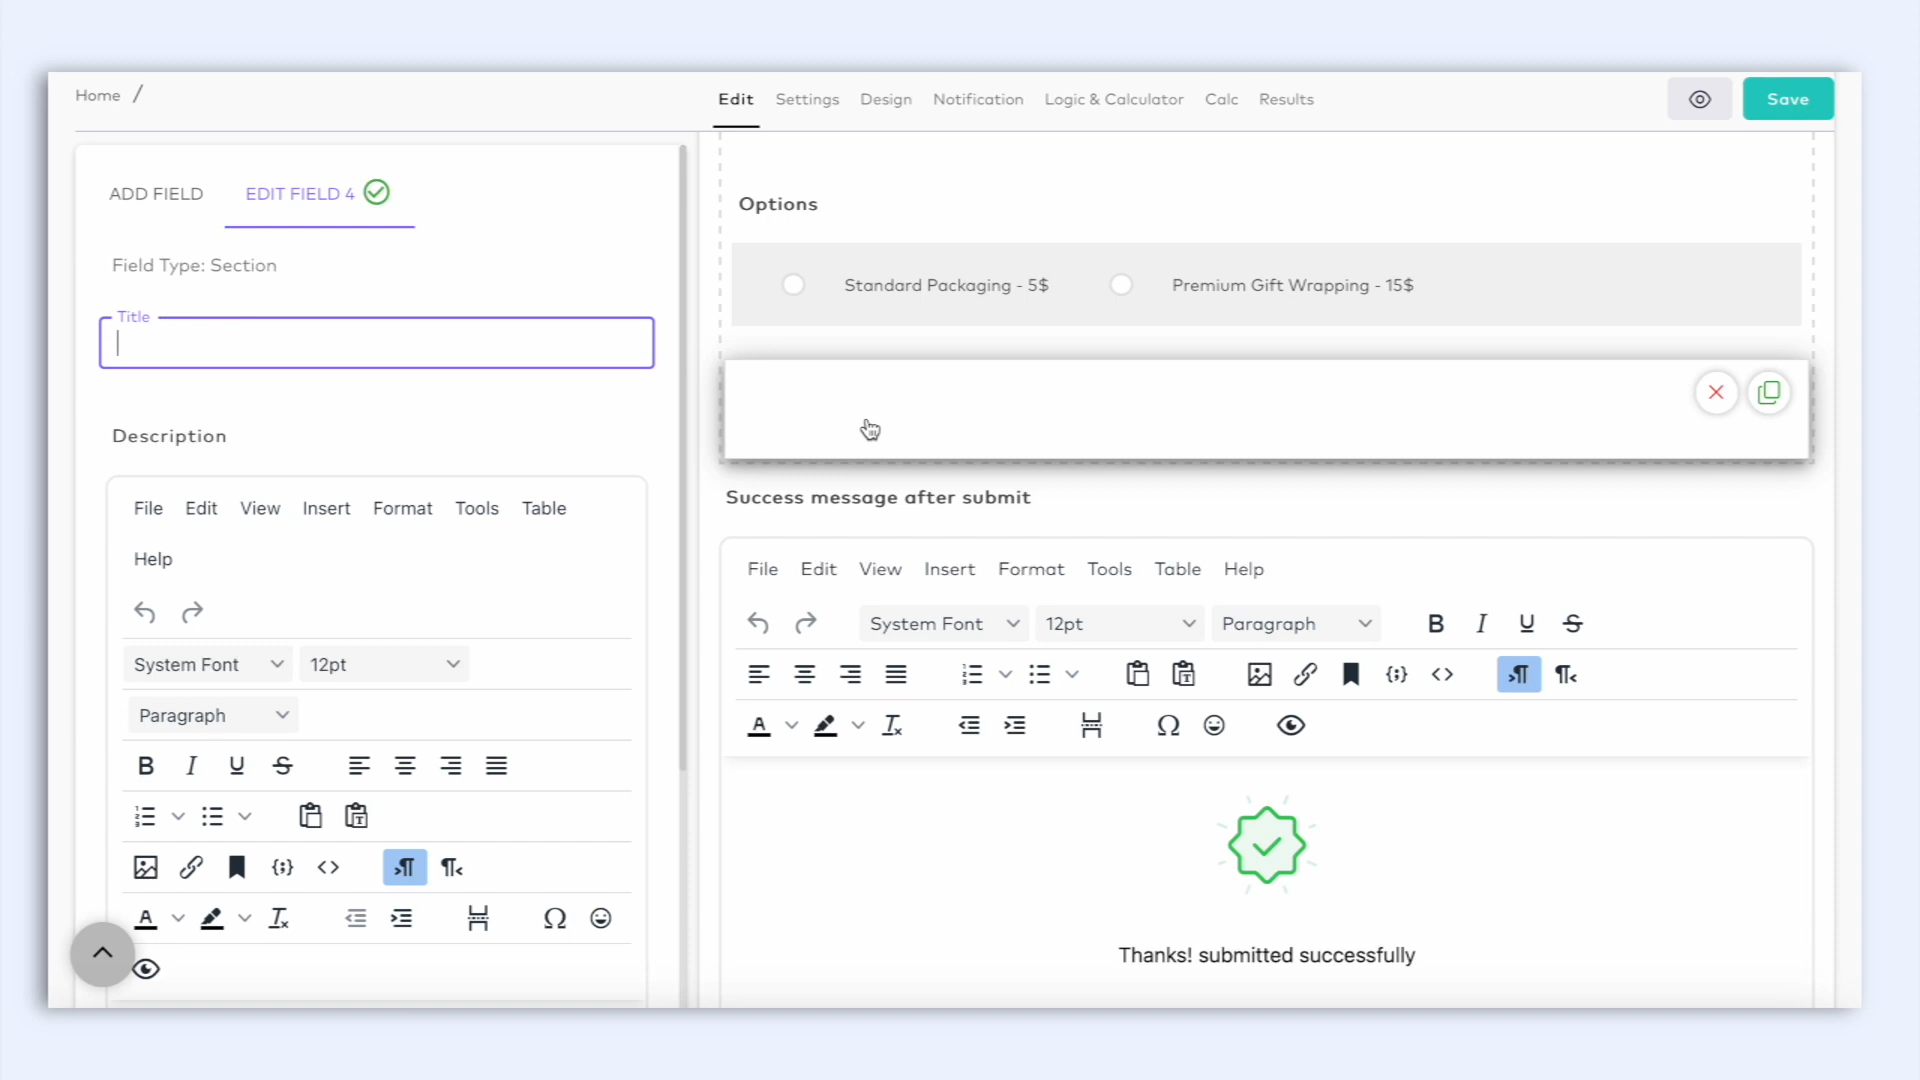 Home /
Edit Settings Design Notification Logic & Calculator Calc Results
Save
ADD FIELD EDIT FIELD 4
Field Type: Section
Title
Description
File Edit View Insert Format Tools Table
Help
System Font 12pt
Paragraph
B I U S
Options
Standard Packaging - 5$ Premium Gift Wrapping - 15$
Success message after submit
File Edit View Insert Format Tools Table Help
System Font 12pt Paragraph B I U S
Thanks! submitted successfully